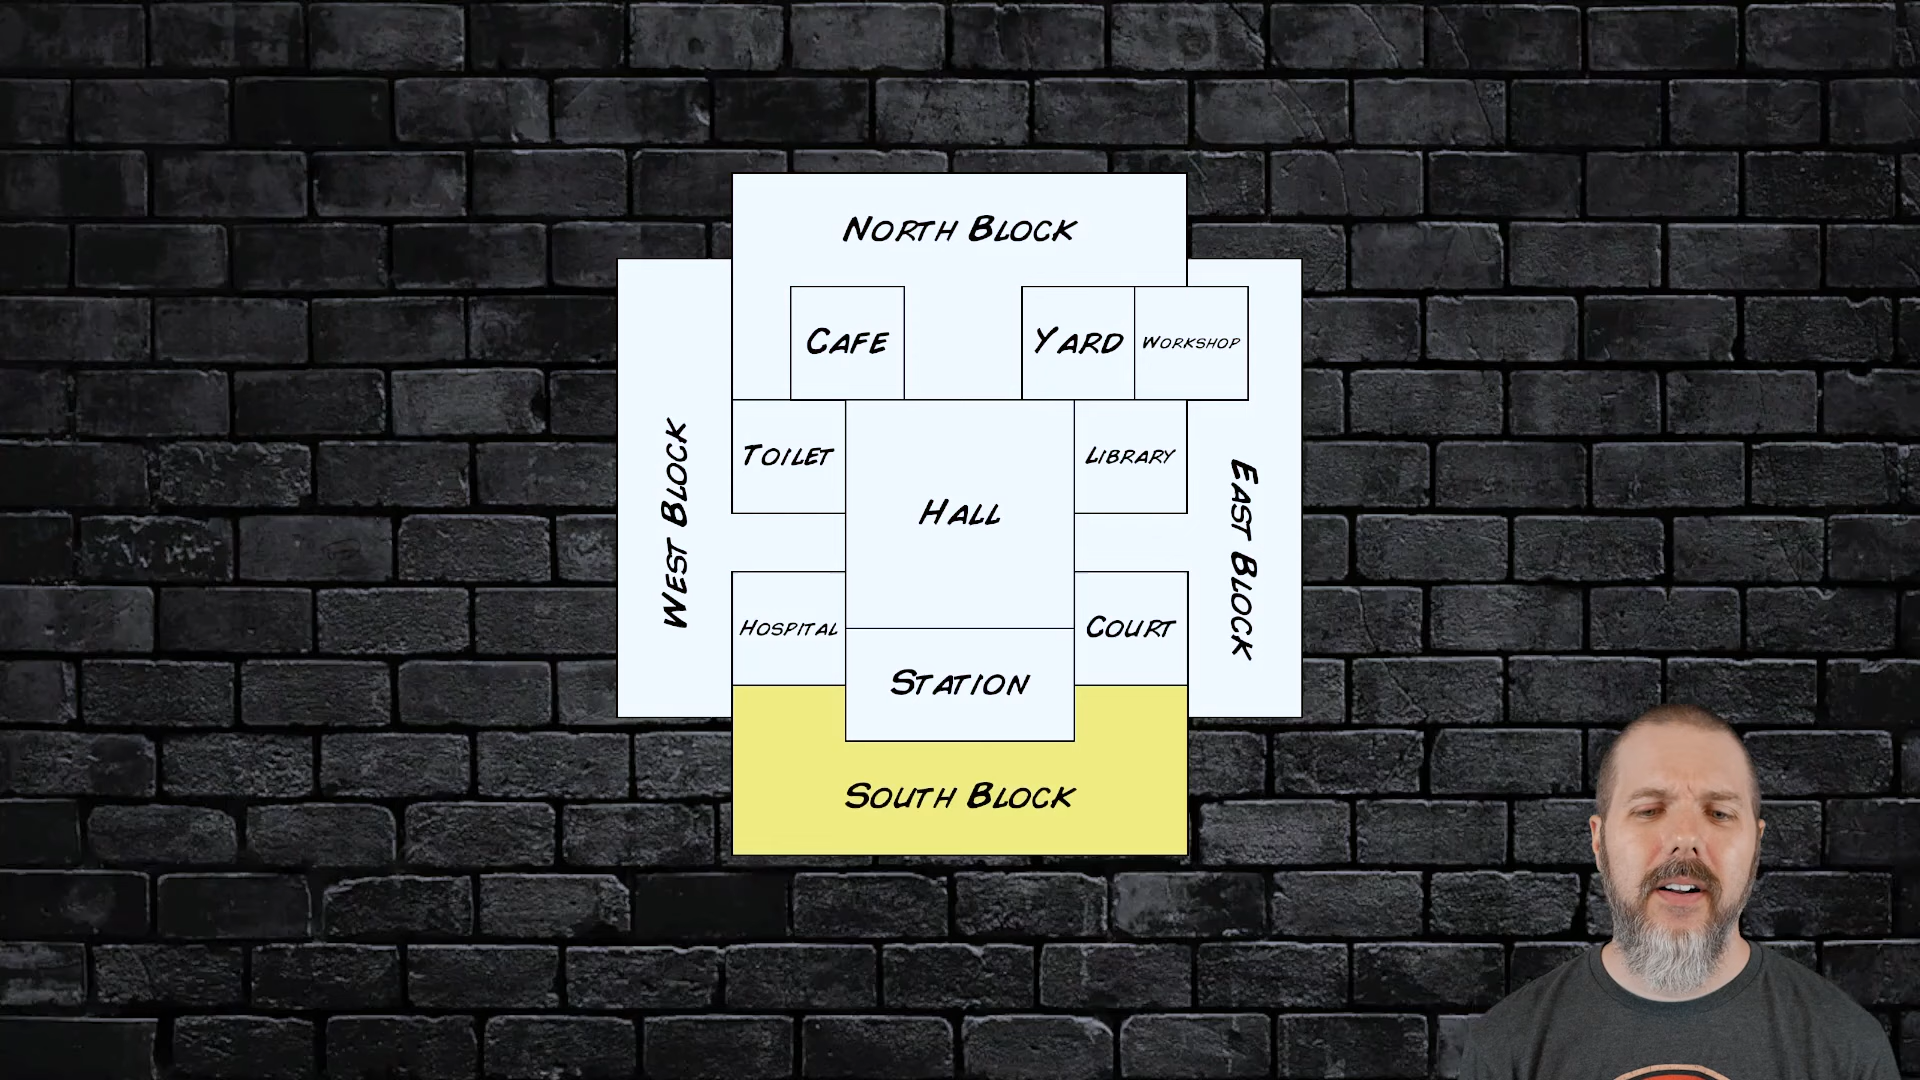 NORTH BLOCK
CAFE
YARD
WORKSHOP
TOILET
LIBRARY
WEST BLOCK
HALL
EAST BLOCK
HOSPITAL
COURT
STATION
SOUTH BLOCK